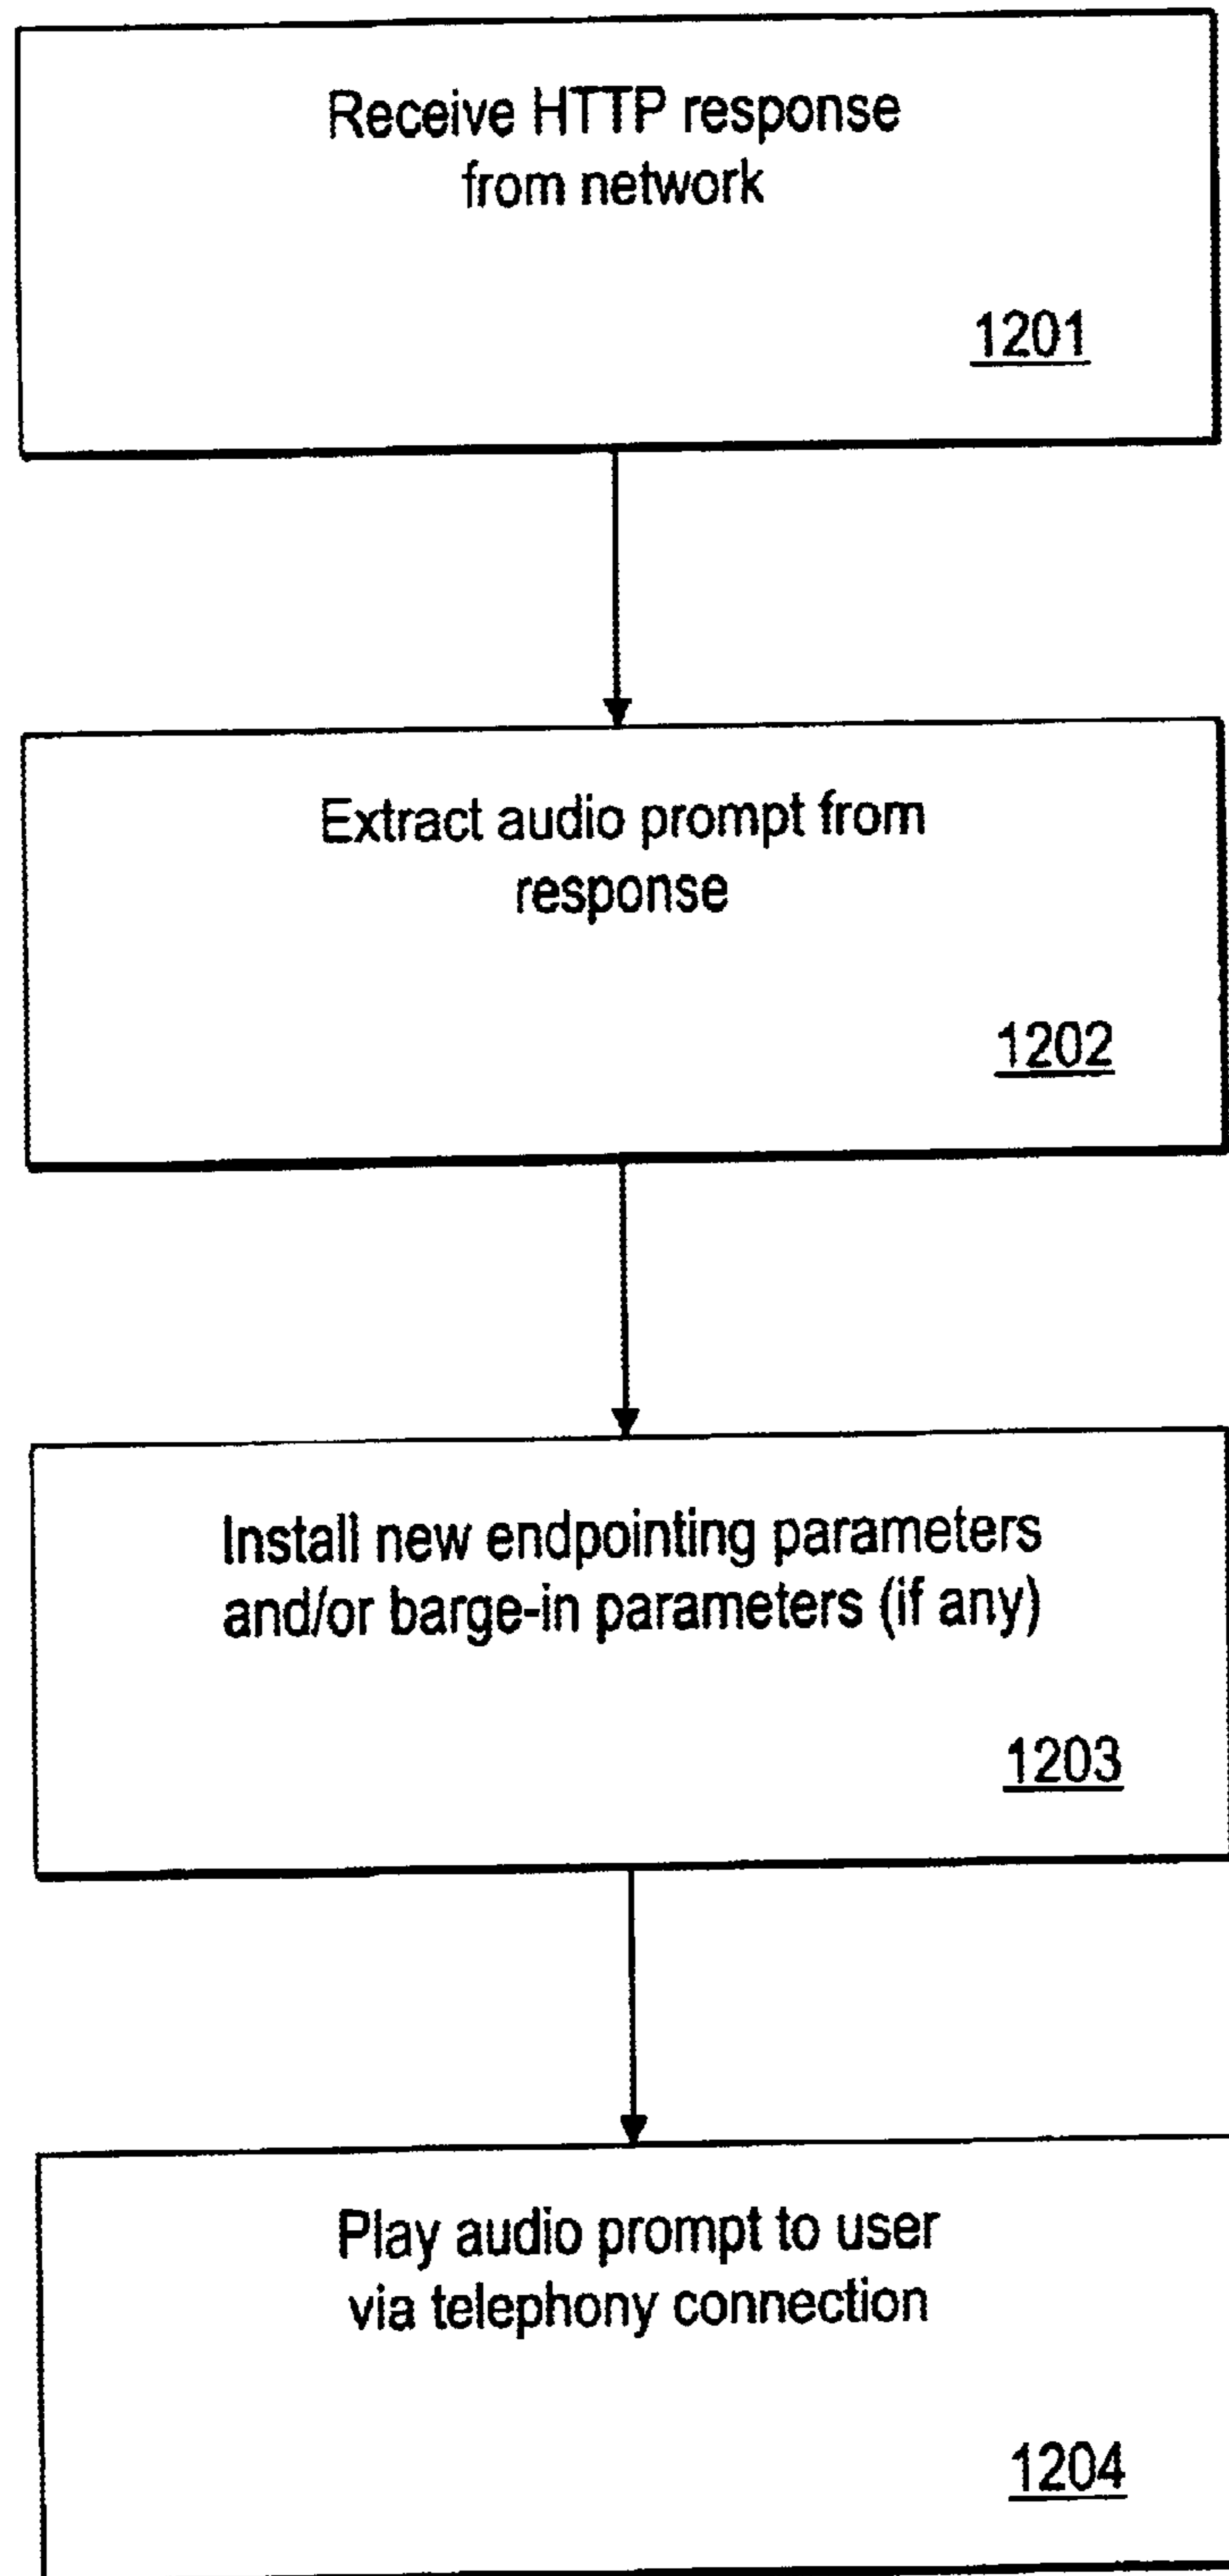 Receive HTTP response
from network
1201
Extract audio prompt from
response
1202
Install new endpointing parameters
and/or barge-in parameters (if any)
1203
Play audio prompt to user
via telephony connection
1204